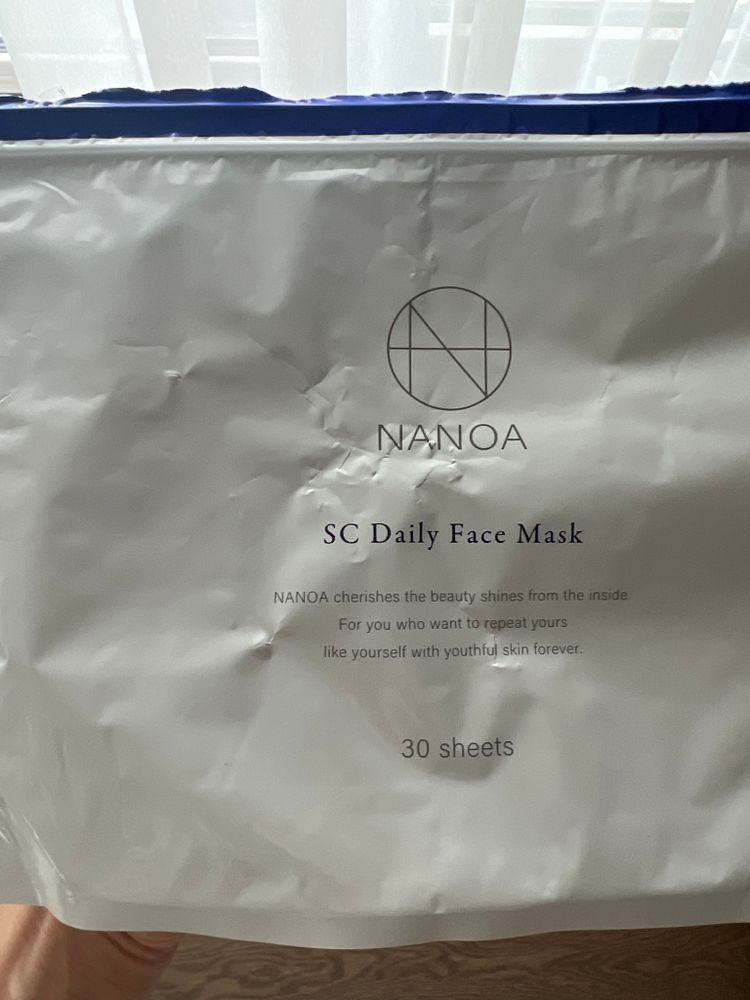 NANOA
SC Daily Face Mask
NANOA cherishes the beauty shines from the inside.
For you who want to repeat yours
like yourself with youthful skin forever.
30 sheets